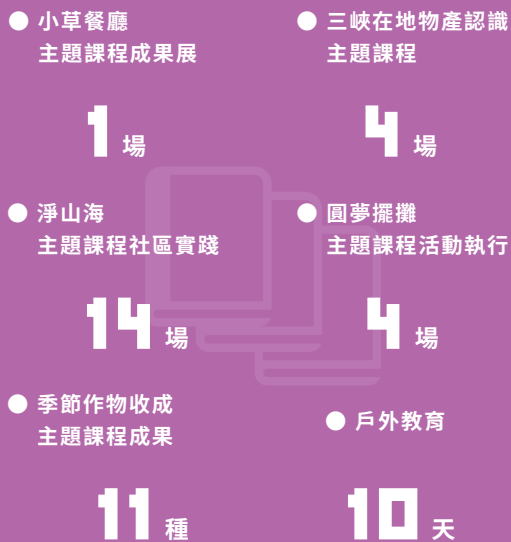 小草餐廳
主題課程成果展
1 場
三峽在地物產認識
主題課程
4 場
淨山海
主題課程社區實踐
14 場
圓夢擺攤
主題課程活動執行
4 場
季節作物收成
主題課程成果
11 種
戶外教育
10 天